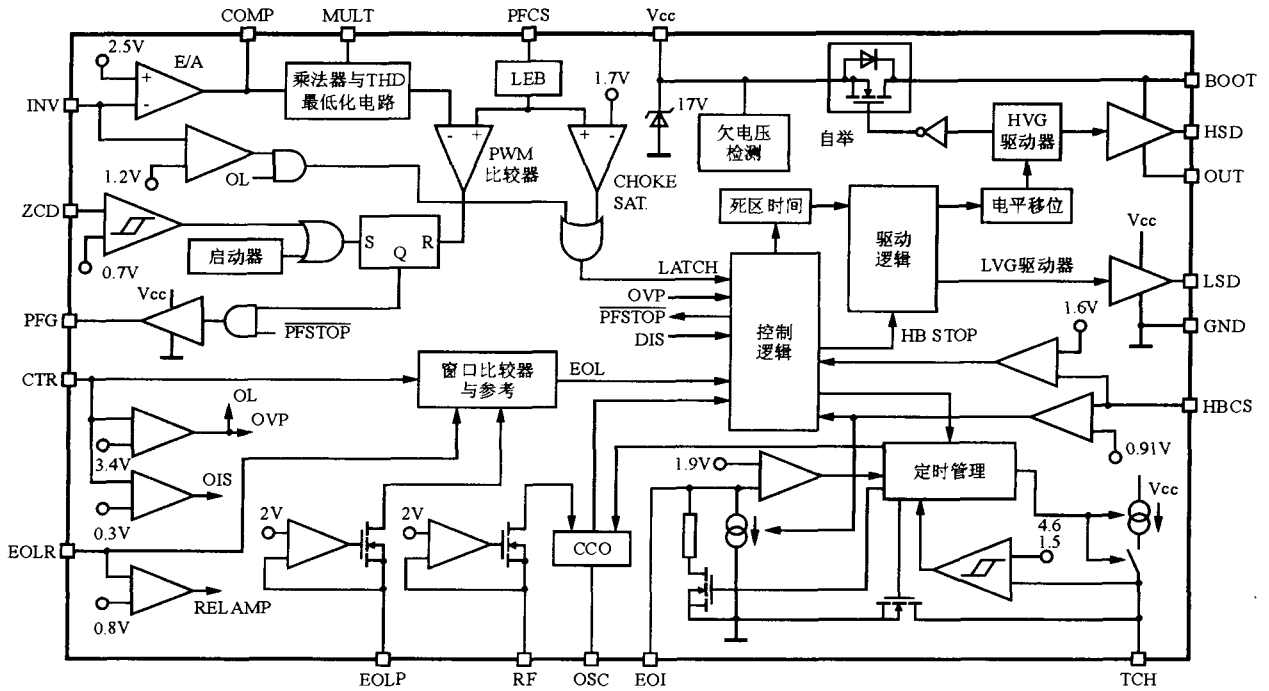 COMP
MULT
PFCS
Vcc
2.5V
E/A
+
-
乘法器与THD
最低化电路
LEB
1.7V
17V
BOOT
INV
-
+
-
+
PWM
比较器
欠电压
检测
自举
HVG
驱动器
HSD
1.2V
OL
CHOKE
SAT.
OUT
ZCD
启动器
S
R
Q
死区时间
驱动
逻辑
电平移位
Vcc
0.7V
LATCH
LVG驱动器
LSD
Vcc
OVP
PFG
PFSTOP
PFSTOP
DIS
控制
逻辑
HB STOP
1.6V
GND
CTR
窗口比较器
与参考
EOL
OL
OVP
HBCS
3.4V
0.91V
OIS
1.9V
定时管理
Vcc
0.3V
2V
2V
4.6
1.5
EOLR
CCO
RELAMP
0.8V
EOLP
RF
OSC
EOI
TCH